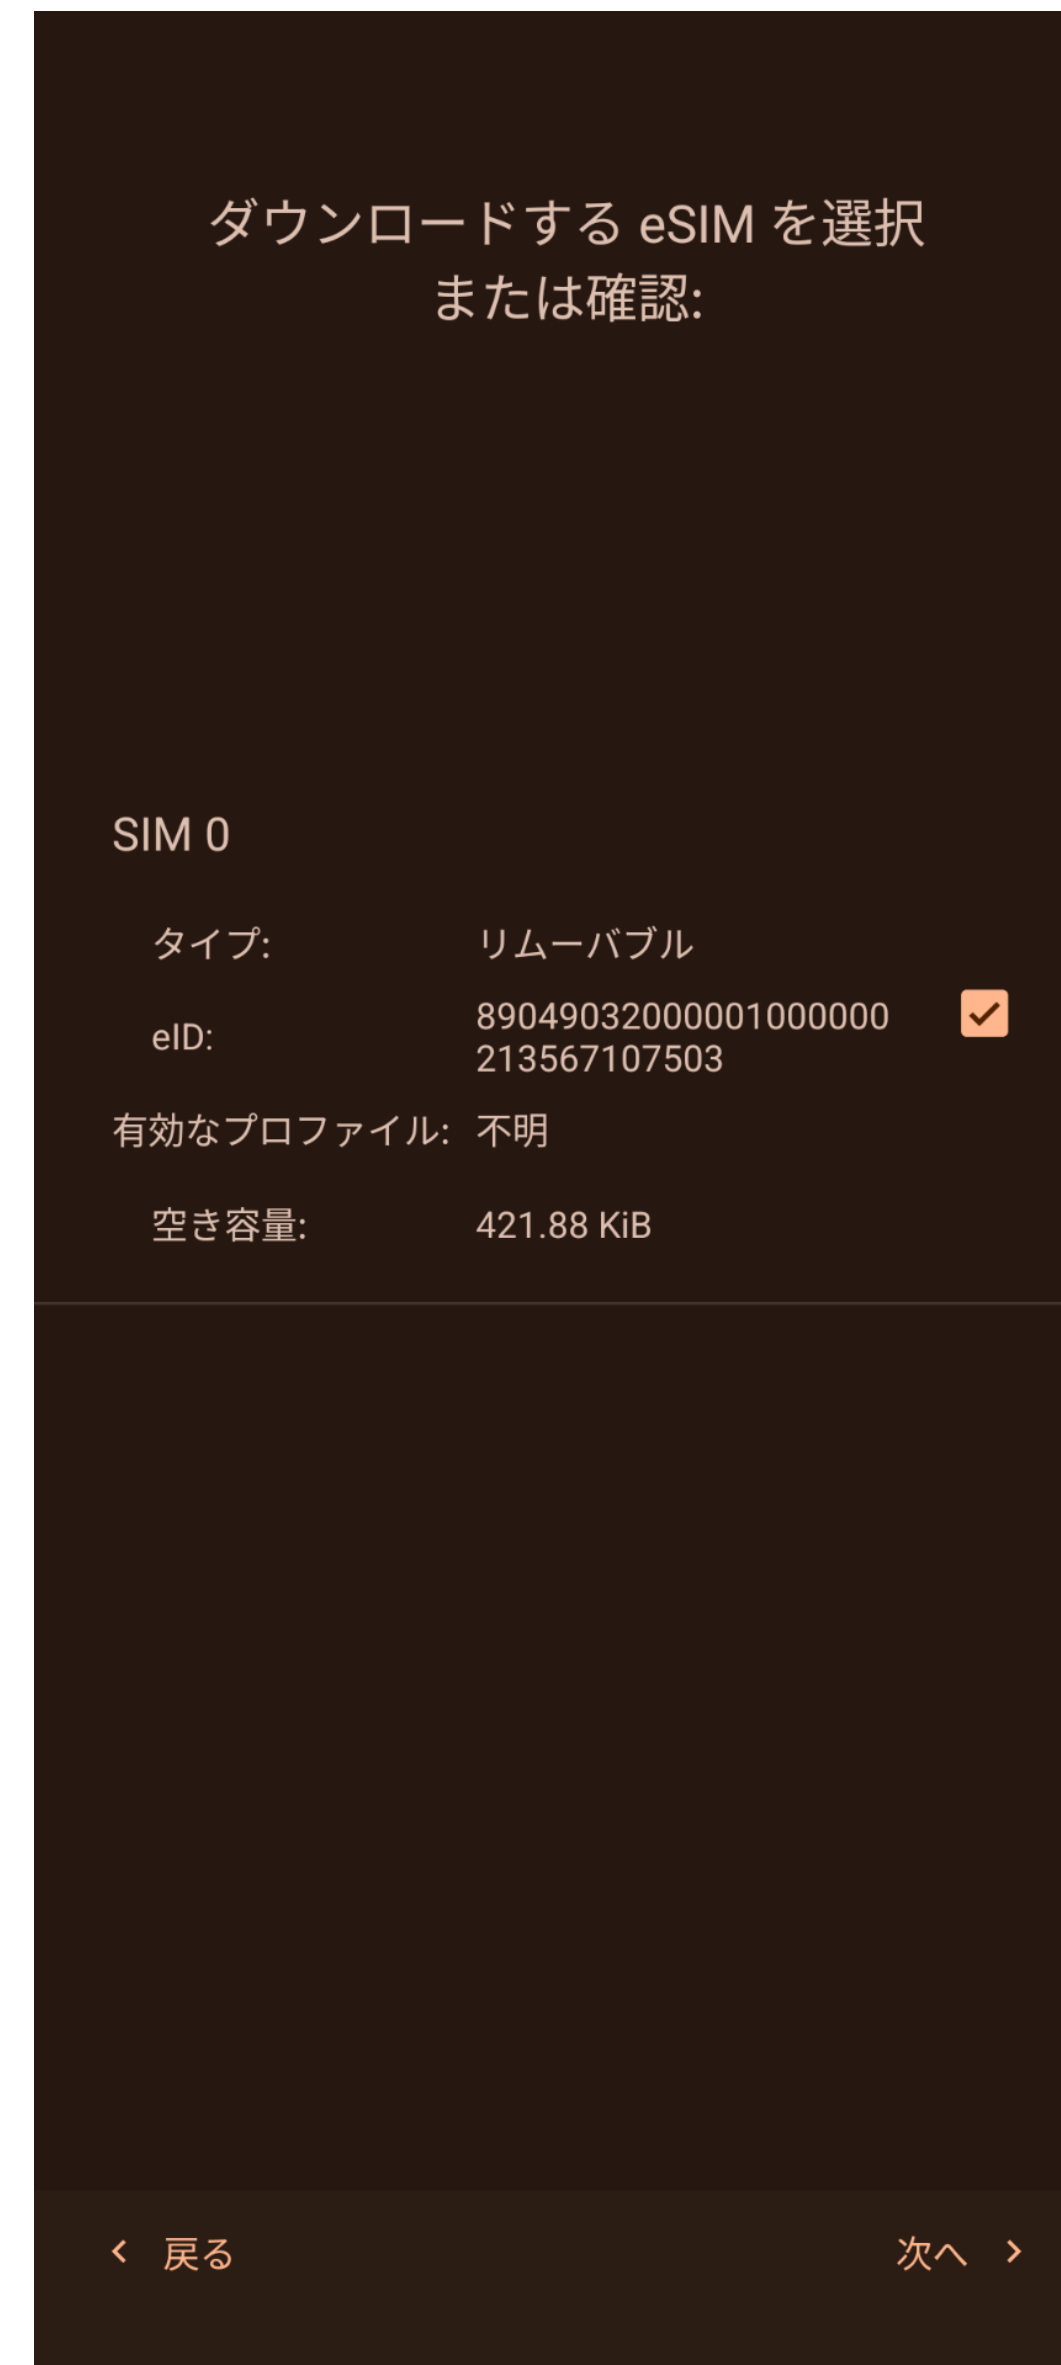 ダウンロードする eSIM を選択
または確認:
SIM 0
タイプ: リムーバブル
eID: 89049032000001000000
213567107503
有効なプロファイル: 不明
空き容量: 421.88 KiB
戻る 次へ